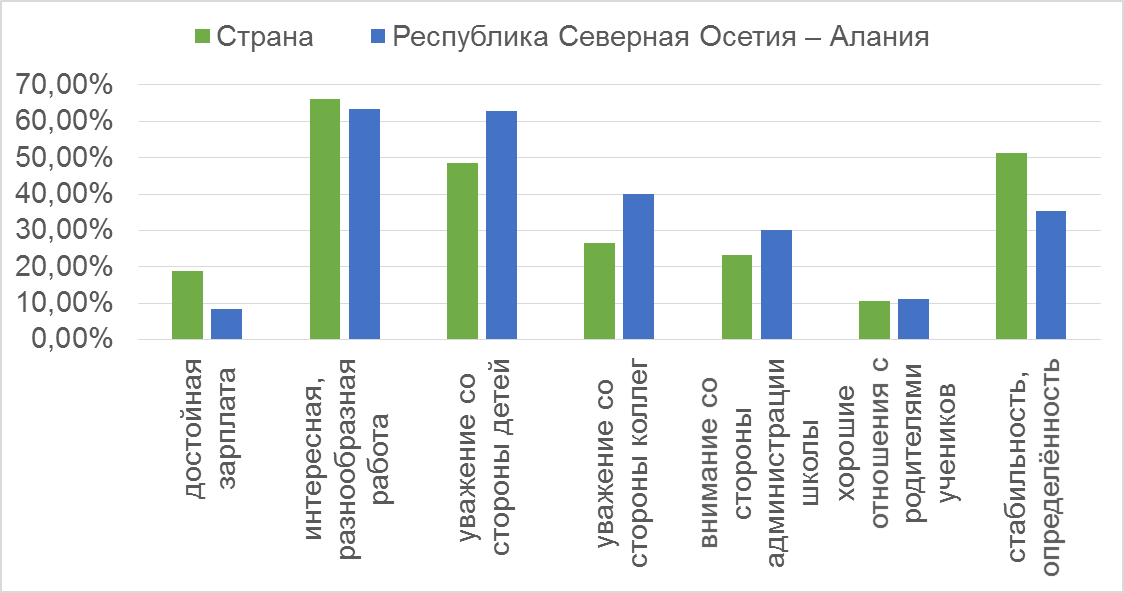 Страна
Республика Северная Осетия – Алания
70,00%
60,00%
50,00%
40,00%
30,00%
20,00%
10,00%
0,00%
достойная
зарплата
интересная,
разнообразная
работа
уважение со
стороны детей
уважение со
стороны коллег
внимание со
стороны
администрации
школы
хорошие
отношения с
родителями
учеников
стабильность,
определённость